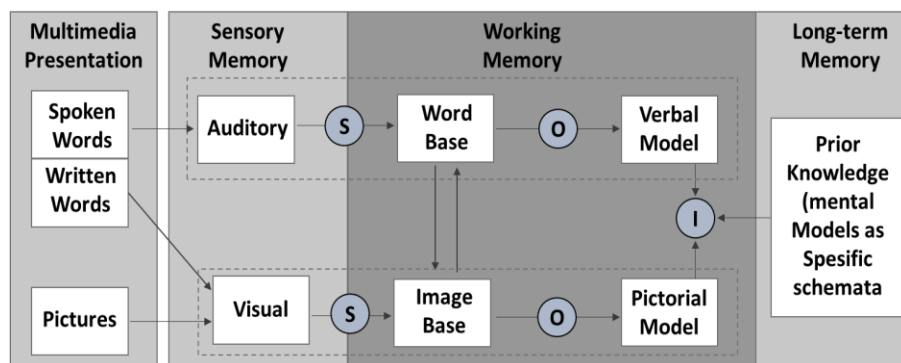 Multimedia
Presentation
Sensory
Memory
Working
Memory
Long-term
Memory
Spoken
Words
Written
Words
Pictures
Auditory
S
Word
Base
O
Verbal
Model
I
Prior
Knowledge
(mental
Models as
Spesific
schemata
Visual
S
Image
Base
O
Pictorial
Model